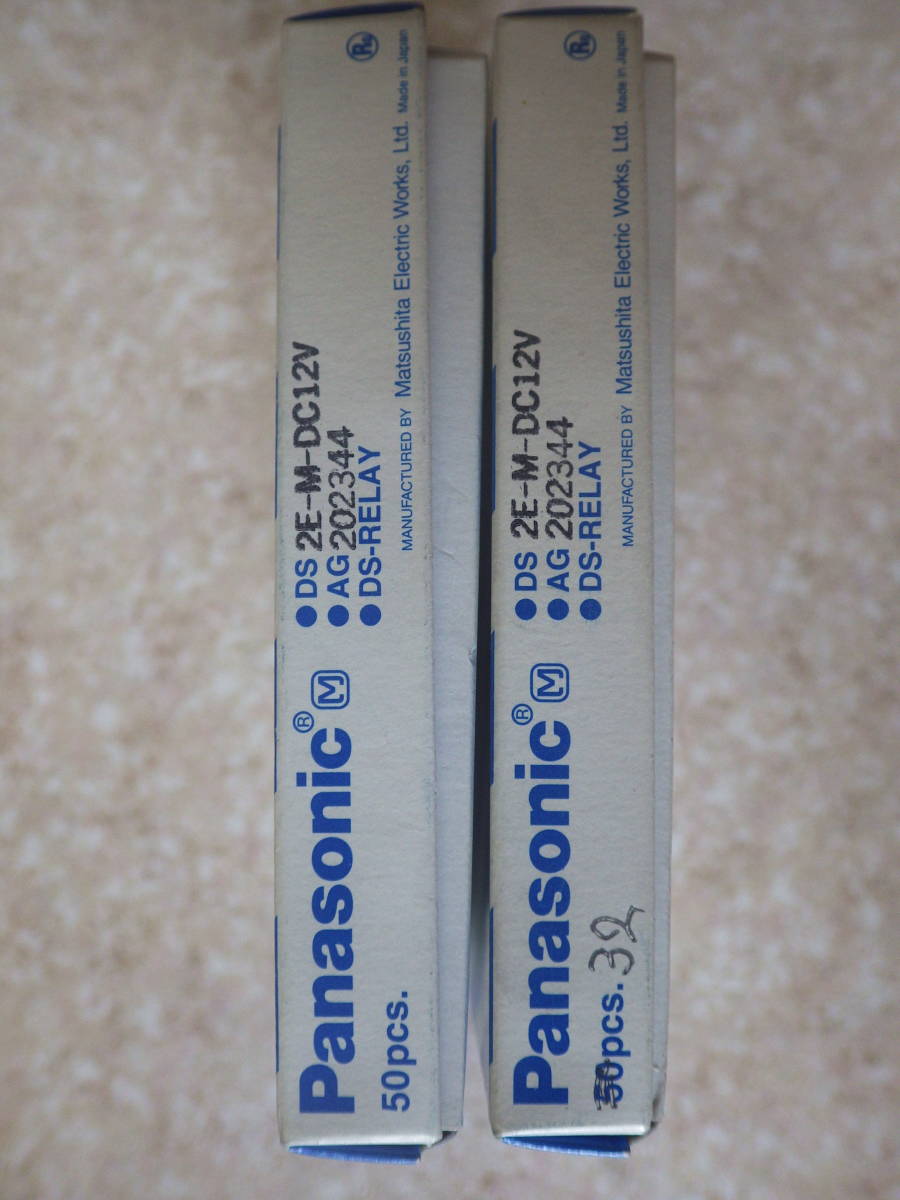 Panasonic® M
50pcs.
●DS 2E-M-DC12V
●AG 202344
●DS-RELAY
MANUFACTURED BY Matsushita Electric Works, Ltd. Made in Japan
R
Panasonic® M
50pcs. 32
●DS 2E-M-DC12V
●AG 202344
●DS-RELAY
MANUFACTURED BY Matsushita Electric Works, Ltd. Made in Japan
R